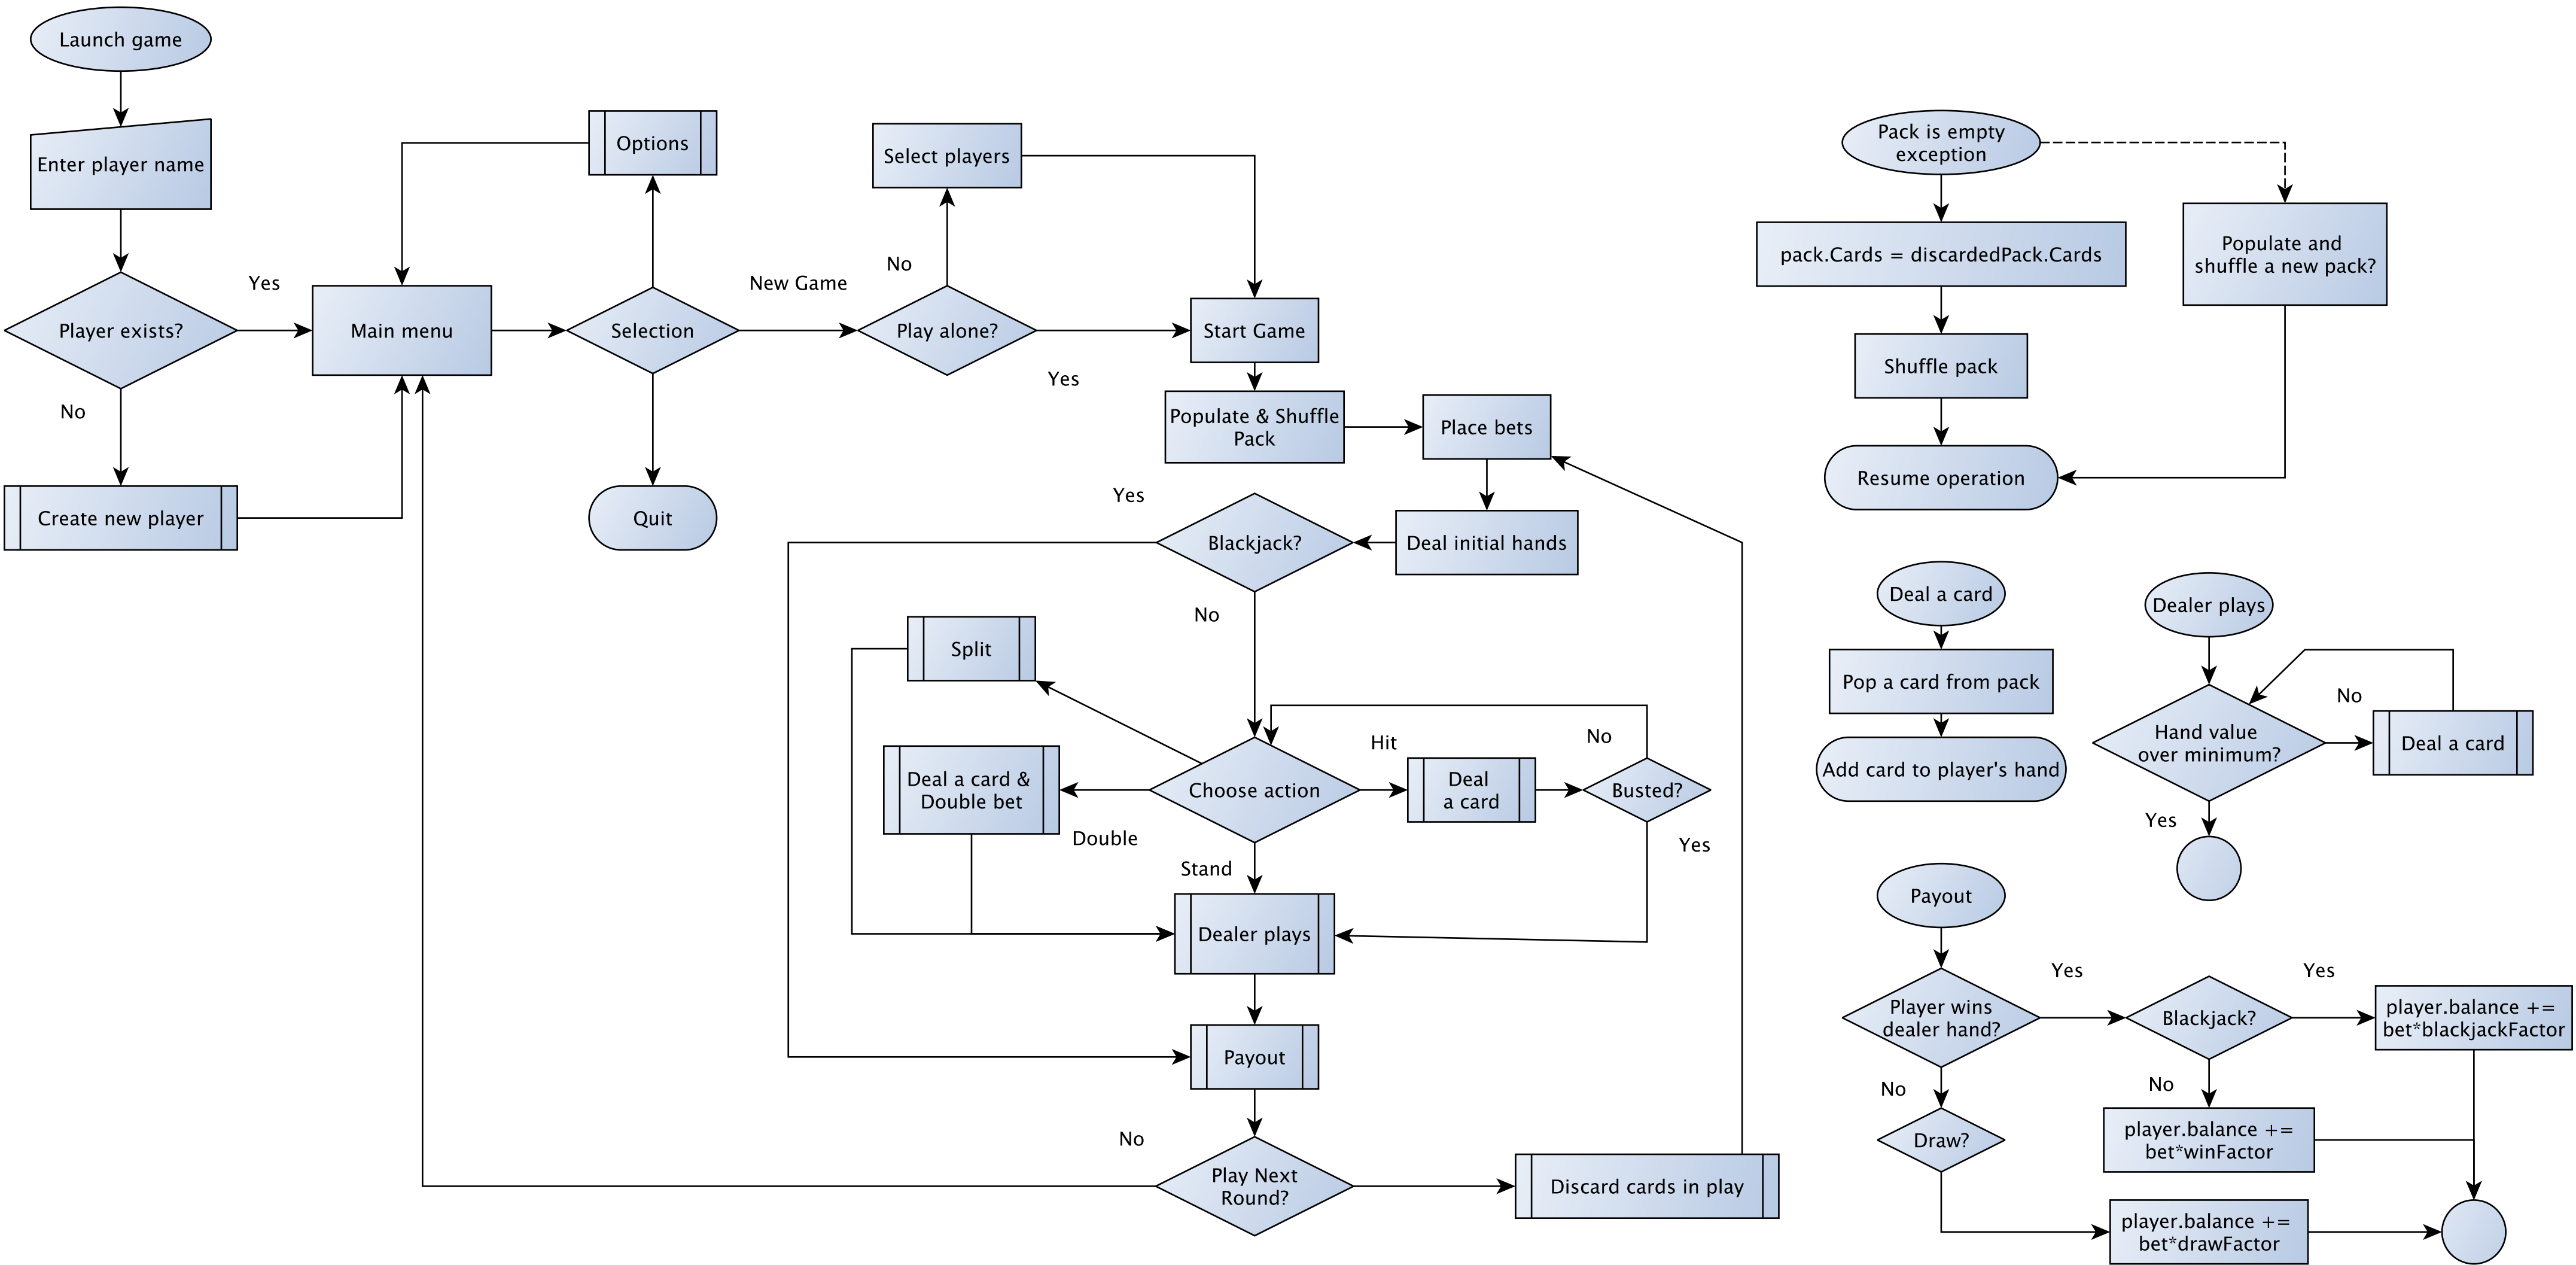 Launch game
Enter player name
Player exists?
Yes
No
Create new player
Main menu
Options
Selection
Quit
New Game
Select players
No
Play alone?
Yes
Start Game
Populate & Shuffle
Pack
Place bets
Deal initial hands
Blackjack?
Yes
No
Split
Deal a card &
Double bet
Double
Choose action
Hit
Deal
a card
No
Busted?
Yes
Stand
Dealer plays
Payout
No
Play Next
Round?
Discard cards in play
Pack is empty
exception
pack.Cards = discardedPack.Cards
Shuffle pack
Resume operation
Populate and
shuffle a new pack?
Deal a card
Pop a card from pack
Add card to player's hand
Dealer plays
Hand value
over minimum?
No
Deal a card
Yes
Payout
Player wins
dealer hand?
Yes
Blackjack?
Yes
player.balance +=
bet*blackjackFactor
No
player.balance +=
bet*winFactor
No
Draw?
player.balance +=
bet*drawFactor